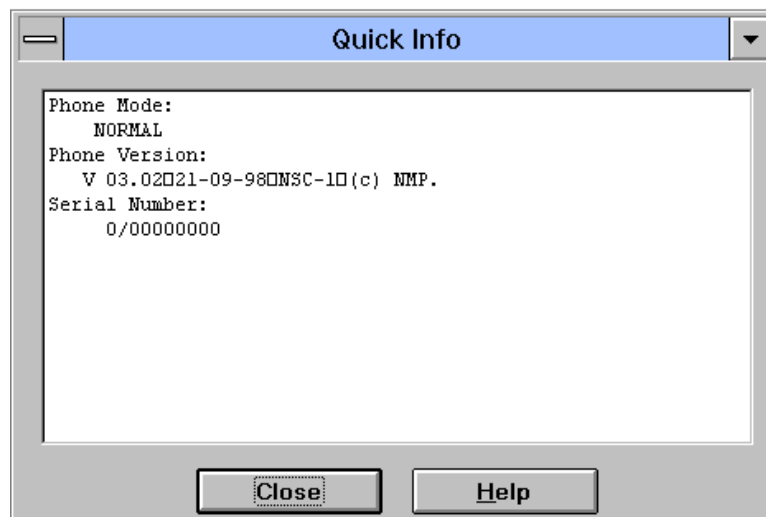 Quick Info
Phone Mode:
NORMAL
Phone Version:
V 03.02□21-09-98□NSC-1□(c) NMP.
Serial Number:
0/00000000
Close
Help